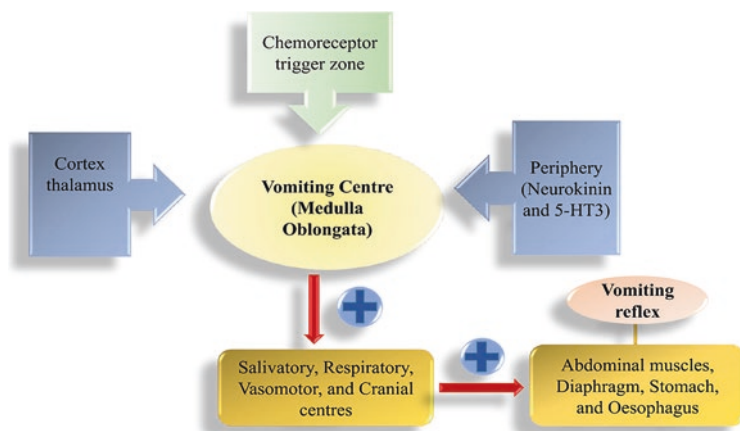 Chemoreceptor
trigger zone
Cortex
thalamus
Vomiting Centre
(Medulla
Oblongata)
Periphery
(Neurokinin
and 5-HT3)
Vomiting
reflex
Salivatory, Respiratory,
Vasomotor, and Cranial
centres
Abdominal muscles,
Diaphragm, Stomach,
and Oesophagus